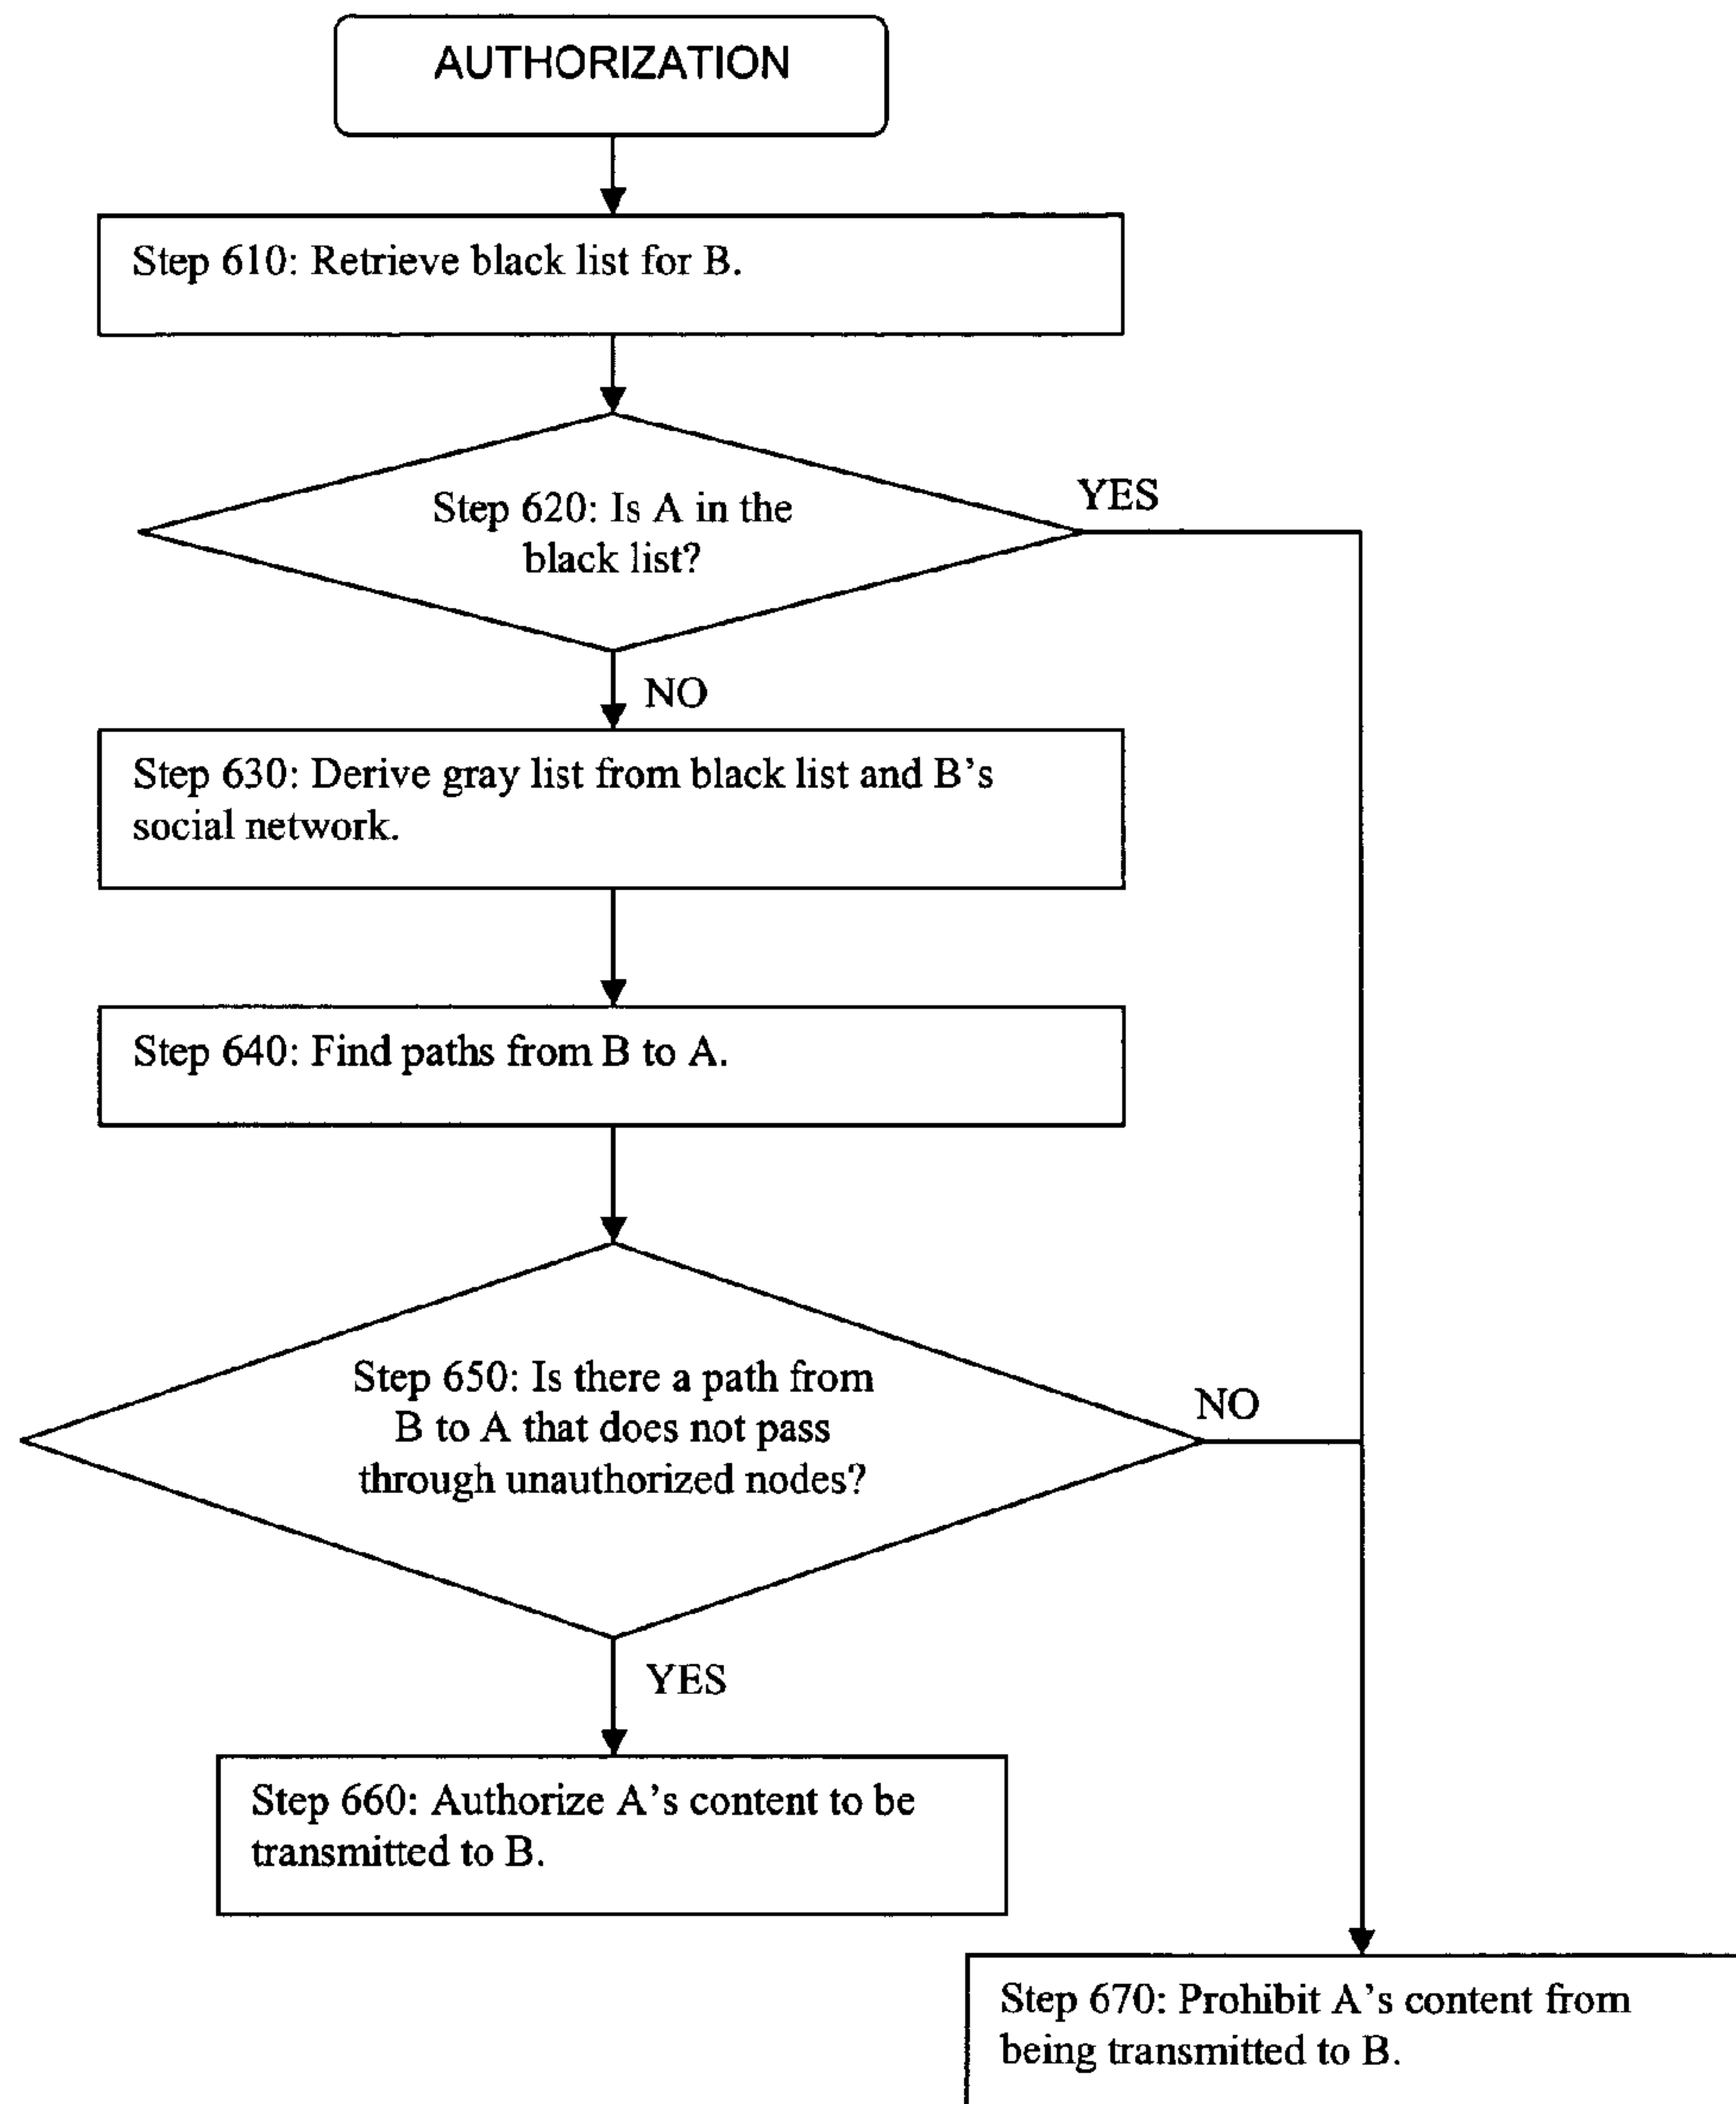 AUTHORIZATION
Step 610: Retrieve black list for B.
Step 620: Is A in the
black list?
YES
NO
Step 630: Derive gray list from black list and B’s
social network.
Step 640: Find paths from B to A.
Step 650: Is there a path from
B to A that does not pass
through unauthorized nodes?
NO
YES
Step 660: Authorize A’s content to be
transmitted to B.
Step 670: Prohibit A’s content from
being transmitted to B.